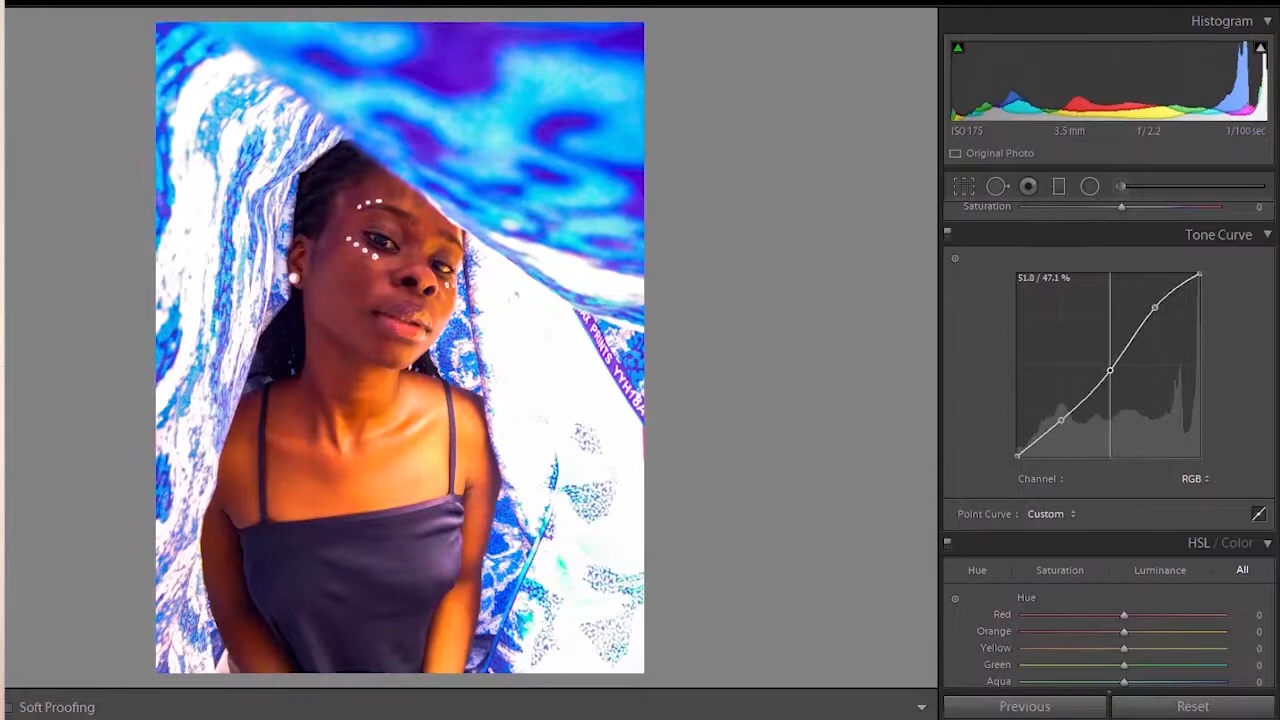 Histogram
ISO 175 3.5 mm f / 2.2 1/100 sec
Original Photo
Saturation 0
Tone Curve
51.0 / 47.1 %
PRINTS YYH18A
Channel : RGB
Point Curve : Custom
HSL / Color
Hue Saturation Luminance All
Hue
Red 0
Orange 0
Yellow 0
Green 0
Aqua 0
Soft Proofing
Previous Reset